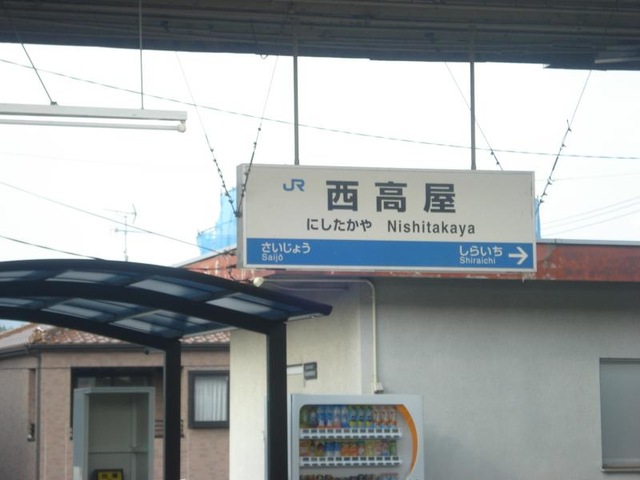 JR 西高屋
にしたかや Nishitakaya
さいじょう しらいち
Saijō Shiraichi